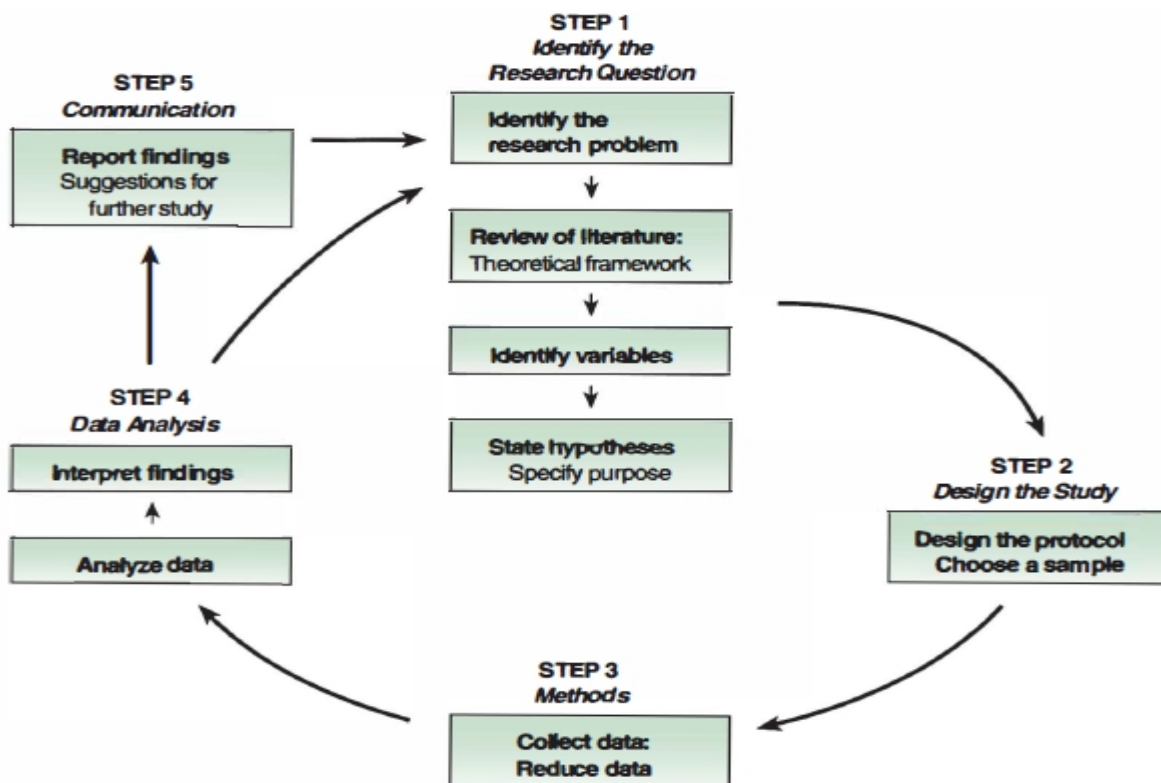 STEP 1
Identify the
Research Question
Identify the
research problem
Review of literature:
Theoretical framework
Identify variables
State hypotheses
Specify purpose
STEP 2
Design the Study
Design the protocol
Choose a sample
STEP 3
Methods
Collect data:
Reduce data
STEP 4
Data Analysis
Interpret findings
Analyze data
STEP 5
Communication
Report findings
Suggestions for
further study